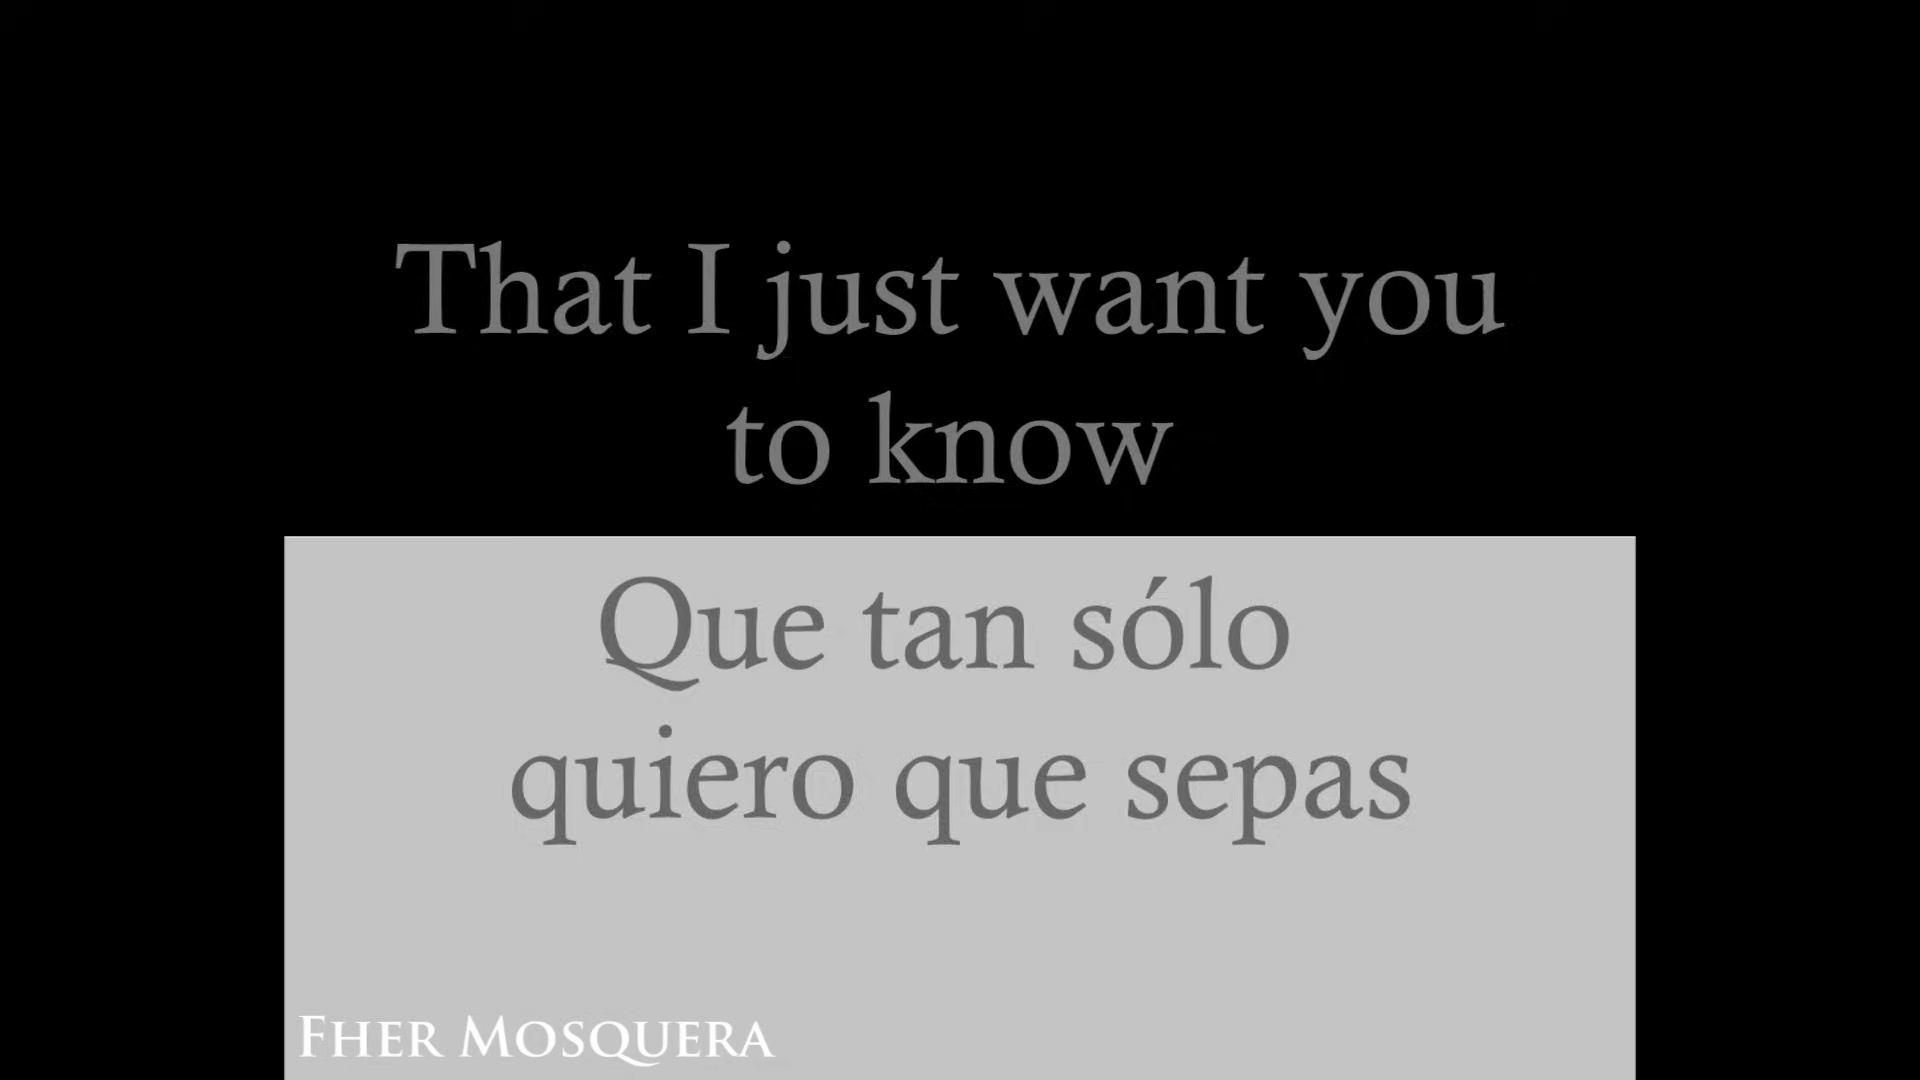 That I just want you
to know
Que tan sólo
quiero que sepas
FHER MOSQUERA